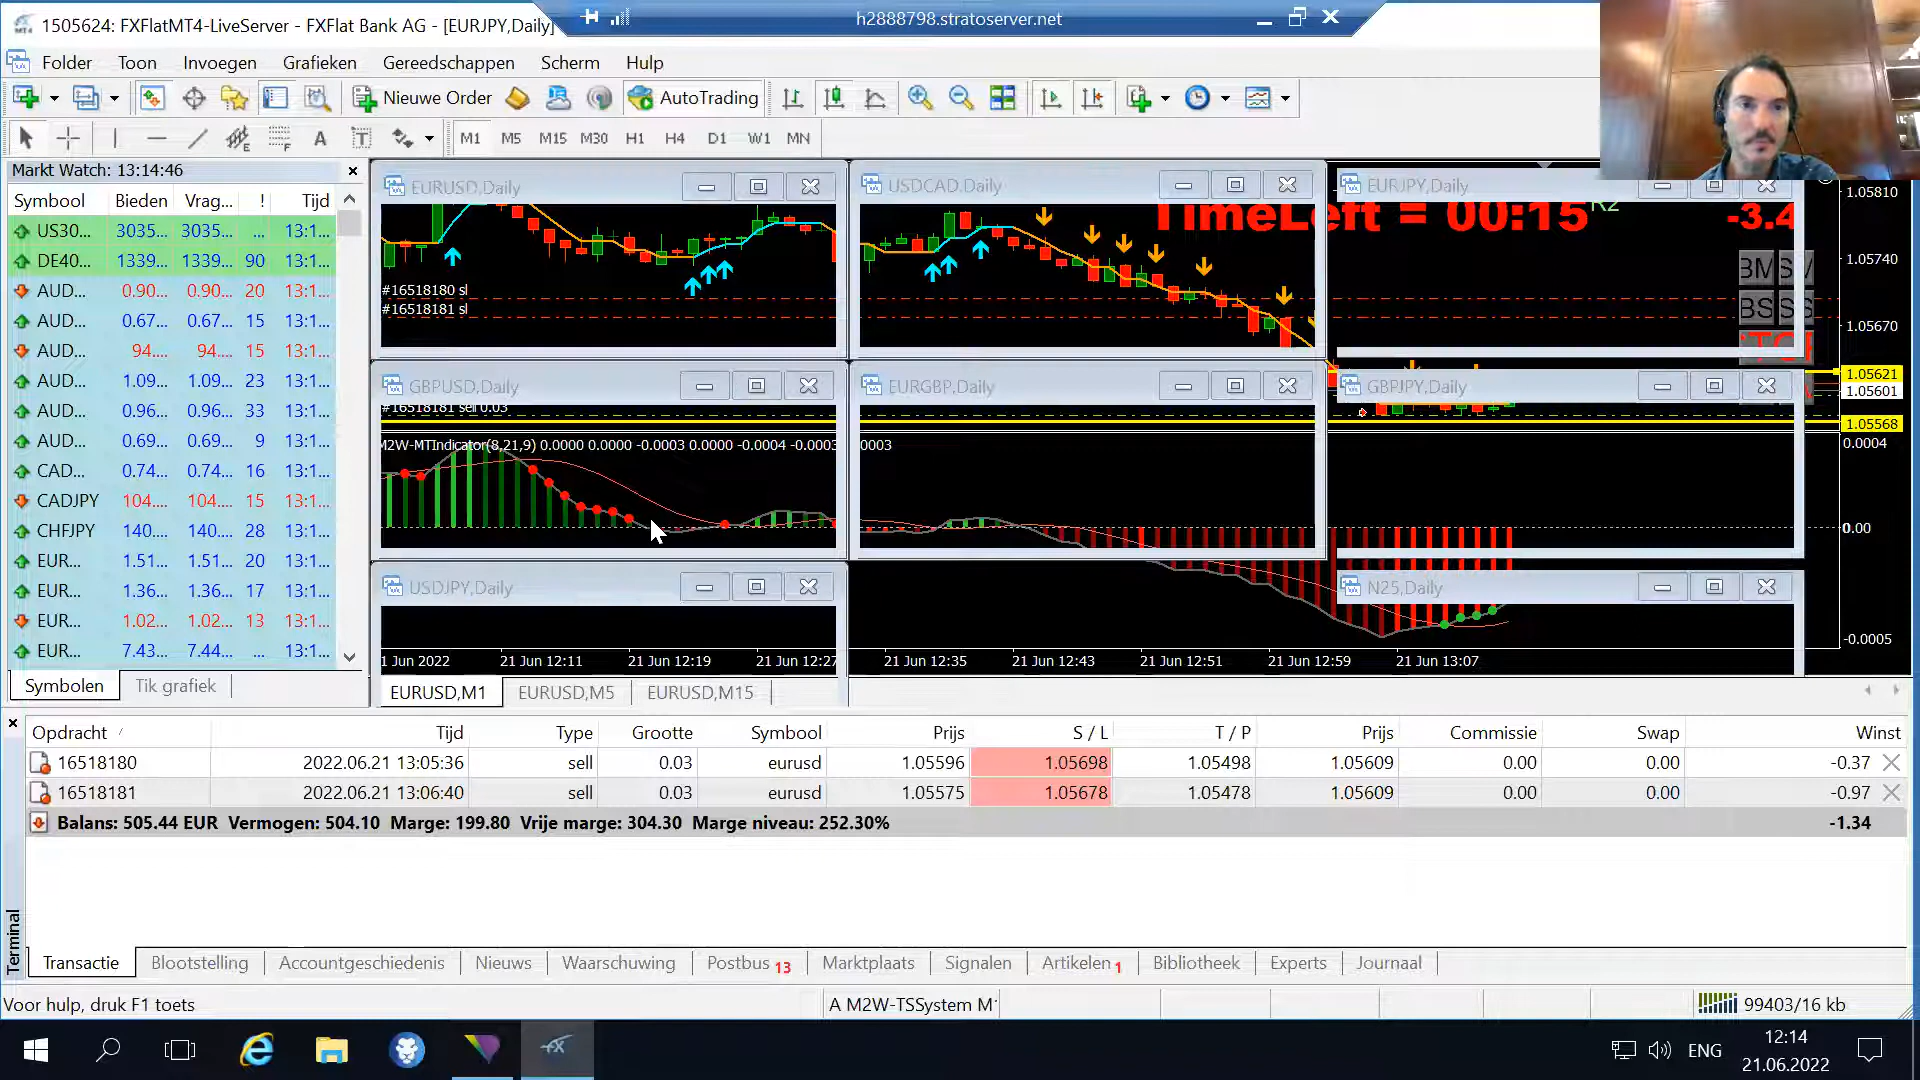 1505624: FXFlatMT4-LiveServer - FXFlat Bank AG - [EURJPY,Daily]
h2888798.stratoserver.net
Folder Toon Invoegen Grafieken Gereedschappen Scherm Hulp
Nieuwe Order AutoTrading
M1 M5 M15 M30 H1 H4 D1 W1 MN
Markt Watch: 13:14:46
Symbool Bieden Vrag... ! Tijd
US30... 3035... 3035... ... 13:1...
DE40... 1339... 1339... 90 13:1...
AUD... 0.90... 0.90... 20 13:1...
AUD... 0.67... 0.67... 15 13:1...
AUD... 94.... 94.... 15 13:1...
AUD... 1.09... 1.09... 23 13:1...
AUD... 0.96... 0.96... 33 13:1...
AUD... 0.69... 0.69... 9 13:1...
CAD... 0.74... 0.74... 16 13:1...
CADJPY 104.... 104.... 15 13:1...
CHFJPY 140.... 140.... 28 13:1...
EUR... 1.51... 1.51... 20 13:1...
EUR... 1.36... 1.36... 17 13:1...
EUR... 1.02... 1.02... 13 13:1...
EUR... 7.43... 7.44... ... 13:1...
Symbolen Tik grafiek
EURUSD,Daily
USDCAD,Daily
EURJPY,Daily
TimeLeft = 00:15 R2 -3.4
#16518180 sl
#16518181 sl
BM
BS
1.05810
1.05740
1.05670
1.05621
1.05601
1.05568
GBPUSD,Daily
EURGBP,Daily
GBPJPY,Daily
#16518181 sell 0.03
M2W-MTIndicator(8,21,9) 0.0000 0.0000 -0.0003 0.0000 -0.0004 -0.0003 0003
0.0004
0.00
-0.0005
USDJPY,Daily
N25,Daily
1 Jun 2022 21 Jun 12:11 21 Jun 12:19 21 Jun 12:27 21 Jun 12:35 21 Jun 12:43 21 Jun 12:51 21 Jun 12:59 21 Jun 13:07
EURUSD,M1 EURUSD,M5 EURUSD,M15
Opdracht / Tijd Type Grootte Symbool Prijs S / L T / P Prijs Commissie Swap Winst
16518180 2022.06.21 13:05:36 sell 0.03 eurusd 1.05596 1.05698 1.05498 1.05609 0.00 0.00 -0.37
16518181 2022.06.21 13:06:40 sell 0.03 eurusd 1.05575 1.05678 1.05478 1.05609 0.00 0.00 -0.97
Balans: 505.44 EUR Vermogen: 504.10 Marge: 199.80 Vrije marge: 304.30 Marge niveau: 252.30% -1.34
Terminal
Transactie Blootstelling Accountgeschiedenis Nieuws Waarschuwing Postbus 13 Marktplaats Signalen Artikelen 1 Bibliotheek Experts Journaal
Voor hulp, druk F1 toets A M2W-TSSystem M 99403/16 kb
ENG 12:14
21.06.2022